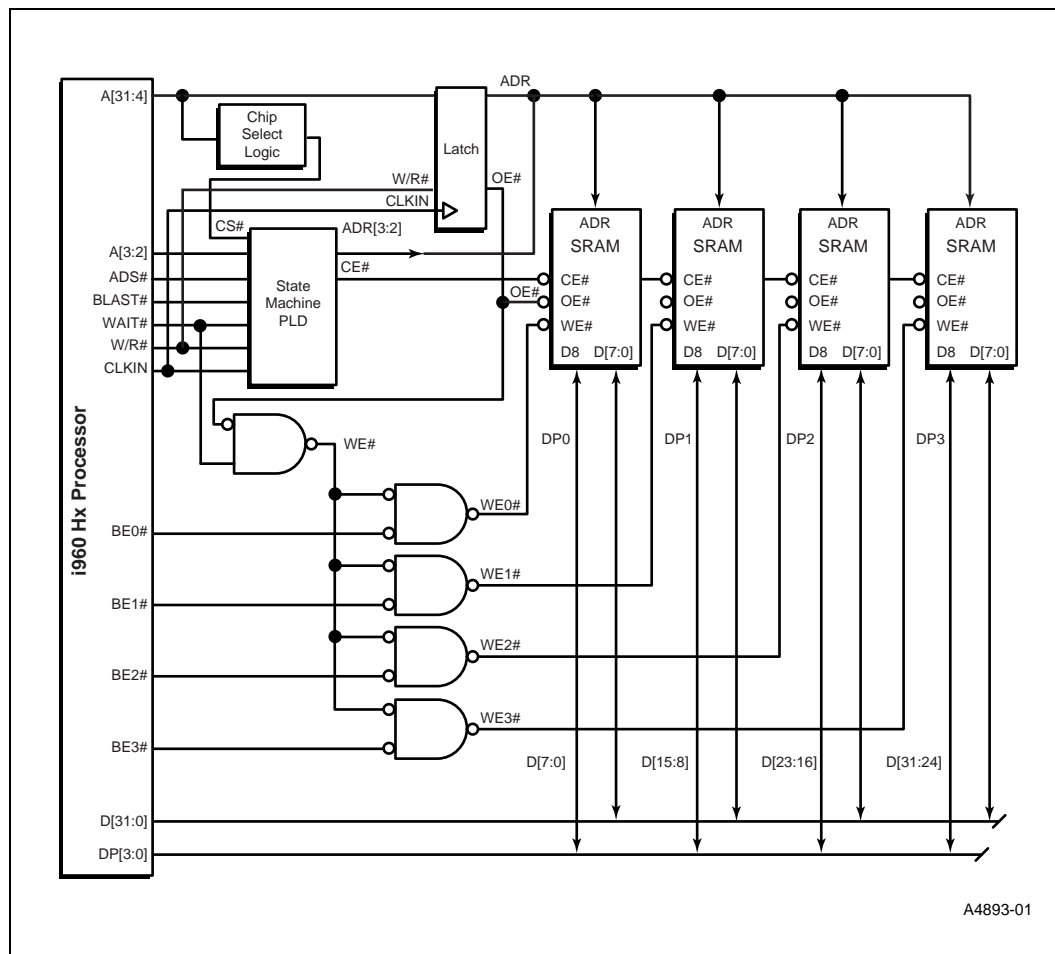 i960 Hx Processor
A[31:4]
ADR
Chip
Select
Logic
Latch
W/R#
OE#
CLKIN
CS#
ADR[3:2]
A[3:2]
ADS#
BLAST#
WAIT#
W/R#
CLKIN
State
Machine
PLD
CE#
OE#
ADR
SRAM
CE#
OE#
WE#
D8 D[7:0]
ADR
SRAM
CE#
OE#
WE#
D8 D[7:0]
ADR
SRAM
CE#
OE#
WE#
D8 D[7:0]
ADR
SRAM
CE#
OE#
WE#
D8 D[7:0]
WE#
DP0
DP1
DP2
DP3
BE0#
WE0#
BE1#
WE1#
BE2#
WE2#
BE3#
WE3#
D[7:0]
D[15:8]
D[23:16]
D[31:24]
D[31:0]
DP[3:0]
A4893-01